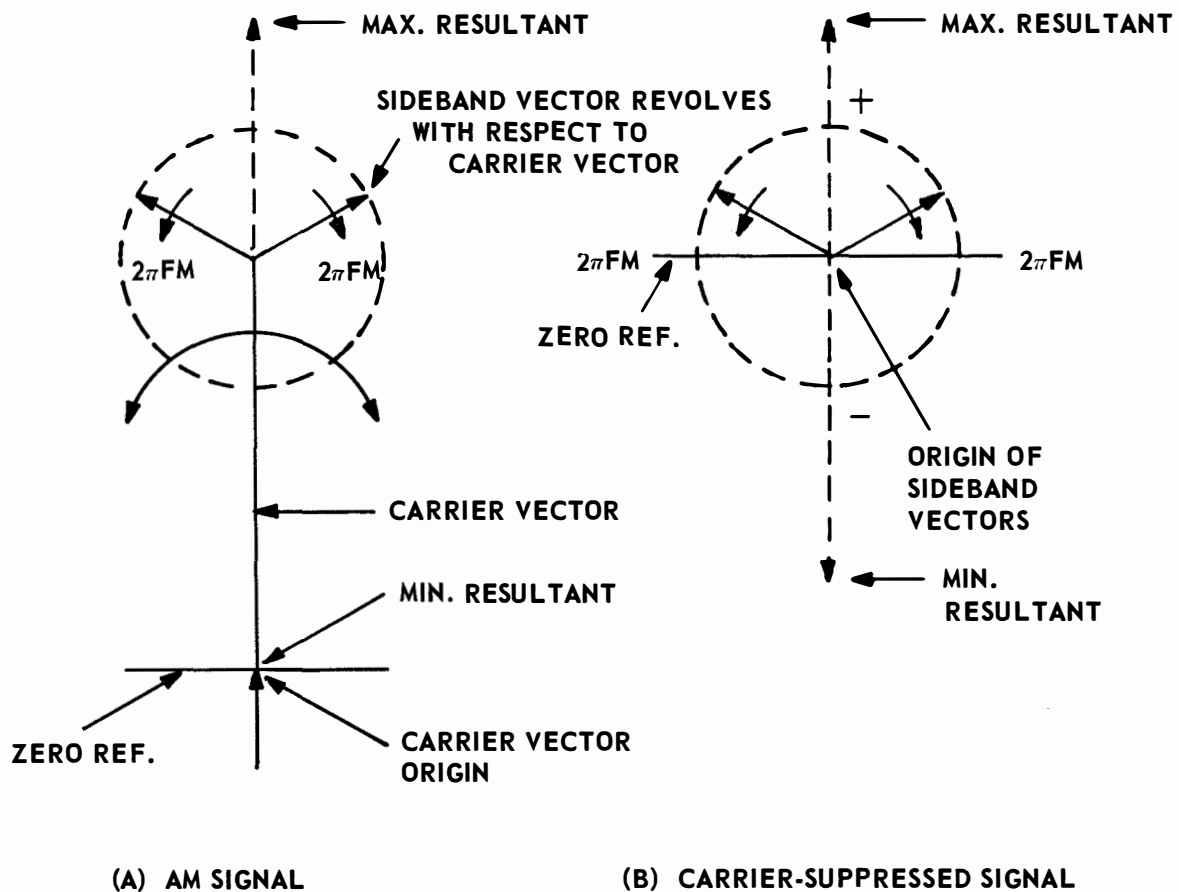 MAX. RESULTANT
SIDEBAND VECTOR REVOLVES
WITH RESPECT TO
CARRIER VECTOR
2πFM
2πFM
CARRIER VECTOR
MIN. RESULTANT
ZERO REF.
CARRIER VECTOR
ORIGIN
(A) AM SIGNAL
MAX. RESULTANT
+
2πFM
2πFM
ZERO REF.
−
ORIGIN OF
SIDEBAND
VECTORS
MIN.
RESULTANT
(B) CARRIER-SUPPRESSED SIGNAL